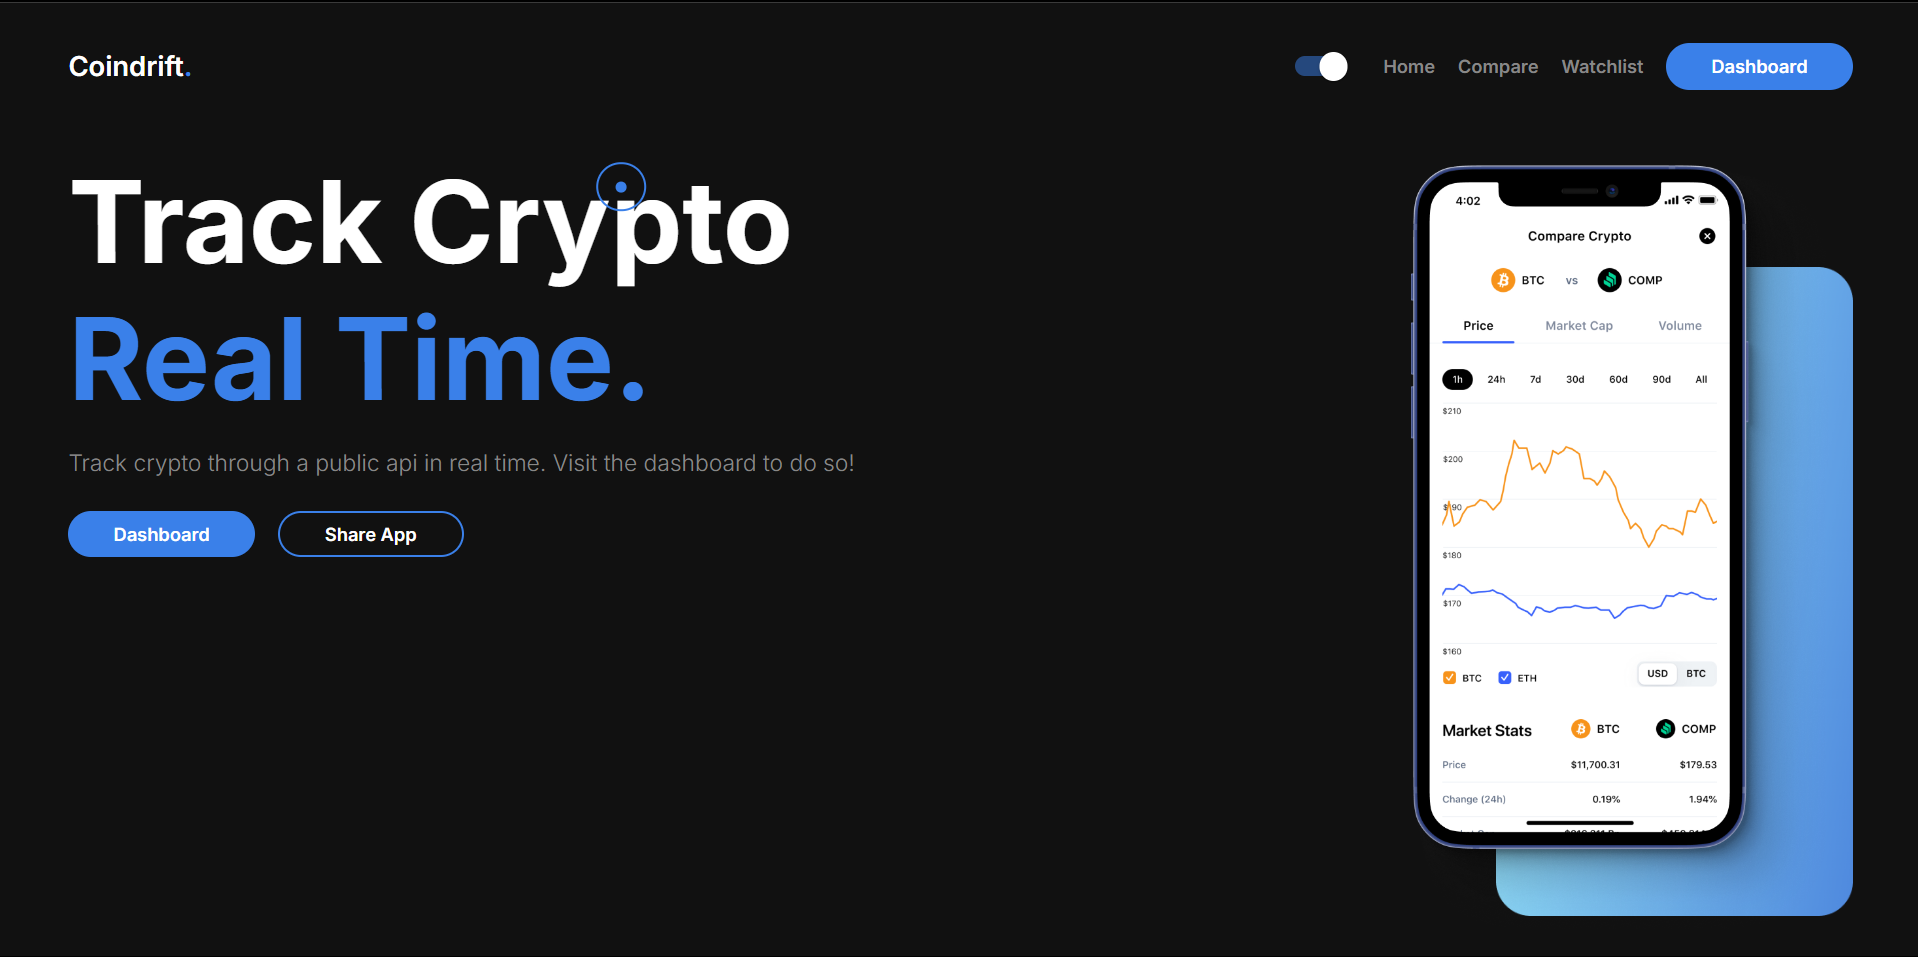 Coindrift.
Home Compare Watchlist Dashboard
Track Crypto
Real Time.
Track crypto through a public api in real time. Visit the dashboard to do so!
Dashboard Share App
4:02
Compare Crypto
BTC vs COMP
Price Market Cap Volume
1h 24h 7d 30d 60d 90d All
$210
$200
$190
$180
$170
$160
BTC ETH USD BTC
Market Stats BTC COMP
Price $11,700.31 $179.53
Change (24h) 0.19% 1.94%